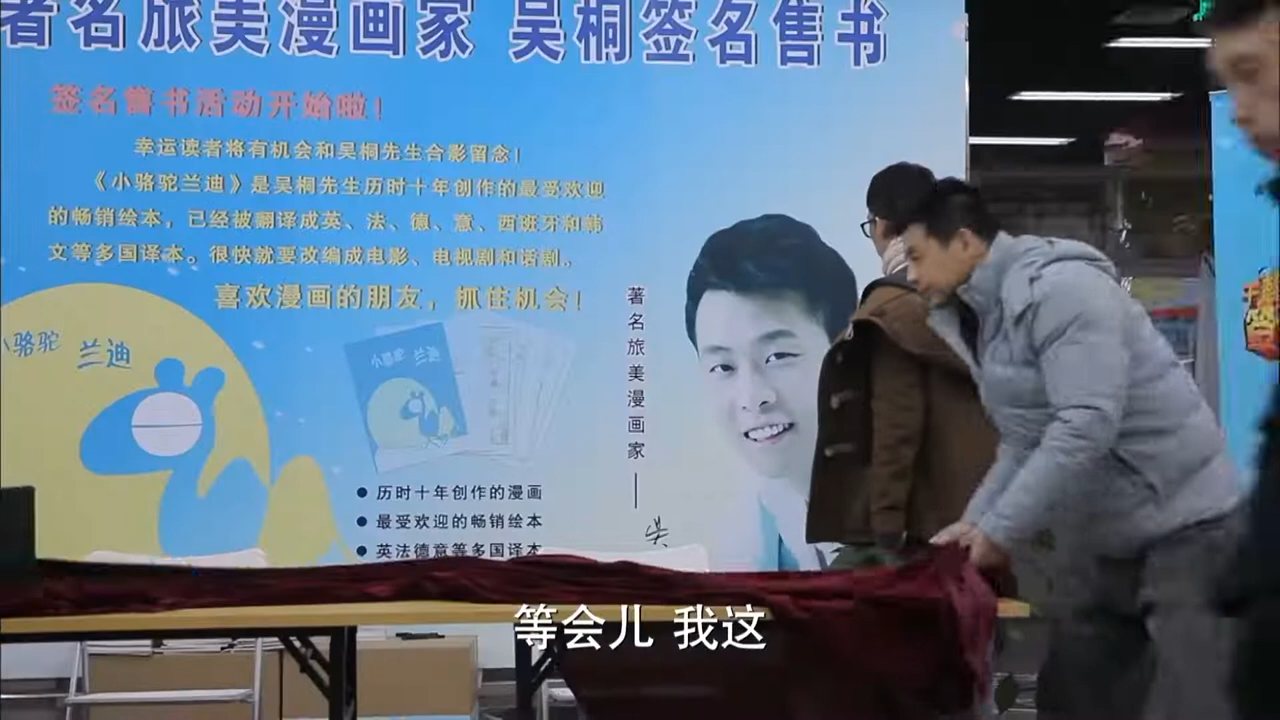 著名旅美漫画家 吴桐签名售书
签名售书活动开始啦！
幸运读者将有机会和吴桐先生合影留念！
《小骆驼兰迪》是吴桐先生历时十年创作的最受欢迎
的畅销绘本，已经被翻译成英、法、德、意、西班牙和韩
文等多国译本。很快就要改编成电影、电视剧和话剧。
喜欢漫画的朋友，抓住机会！
小骆驼 兰迪
小骆驼 兰迪
著名旅美漫画家——
吴
● 历时十年创作的漫画
● 最受欢迎的畅销绘本
● 英法德意等多国译本
等会儿 我这